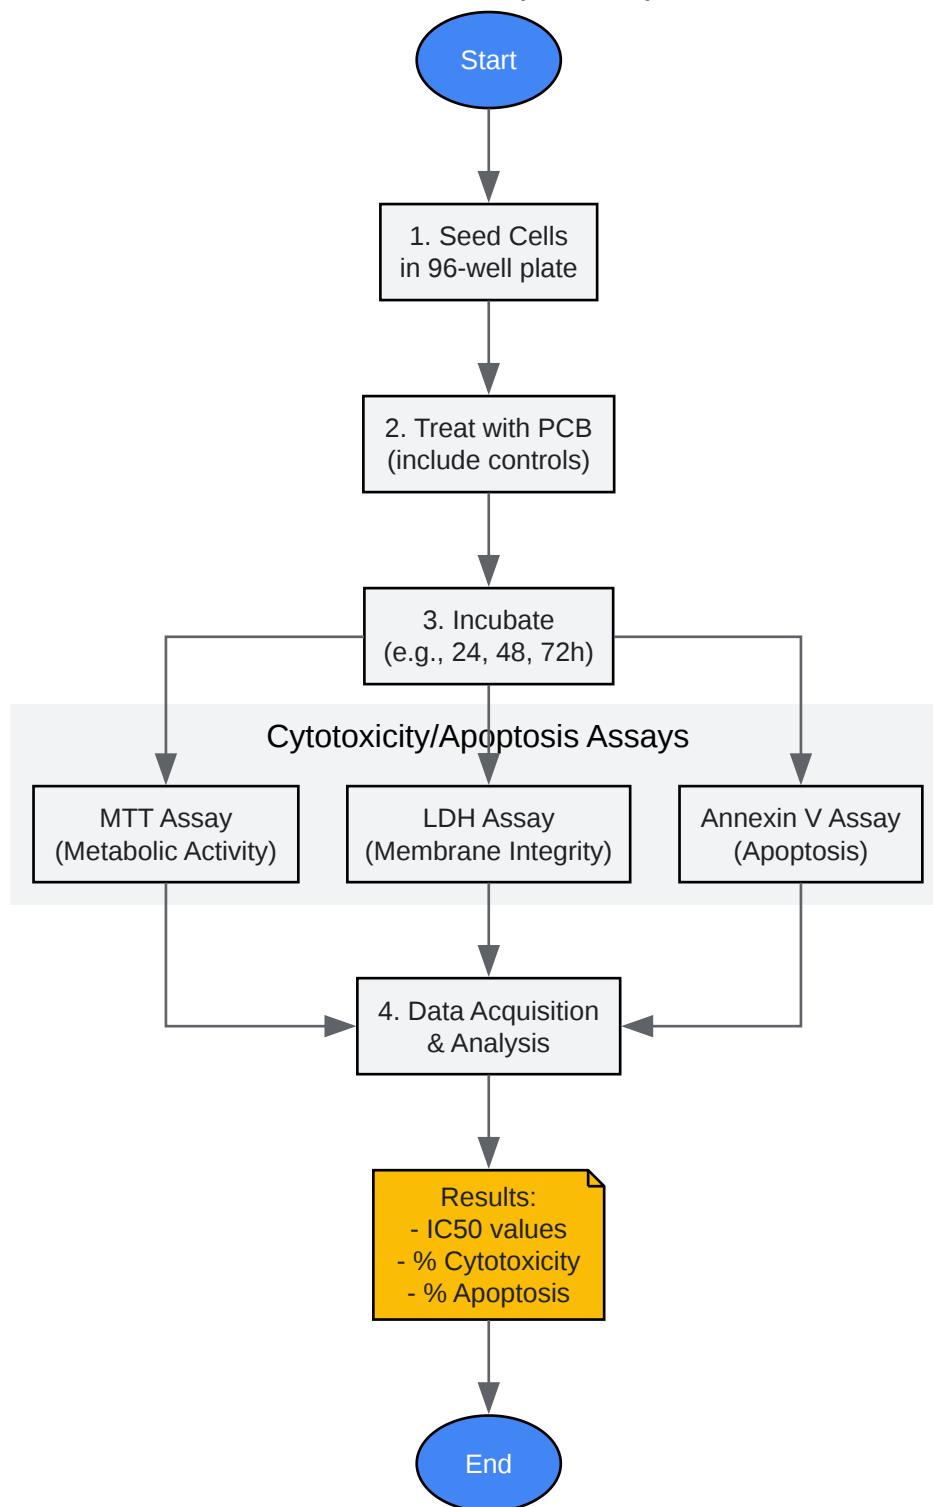 Start
1. Seed Cells
in 96-well plate
2. Treat with PCB
(include controls)
3. Incubate
(e.g., 24, 48, 72h)
Cytotoxicity/Apoptosis Assays
MTT Assay
(Metabolic Activity)
LDH Assay
(Membrane Integrity)
Annexin V Assay
(Apoptosis)
4. Data Acquisition
& Analysis
Results:
- IC50 values
- % Cytotoxicity
- % Apoptosis
End